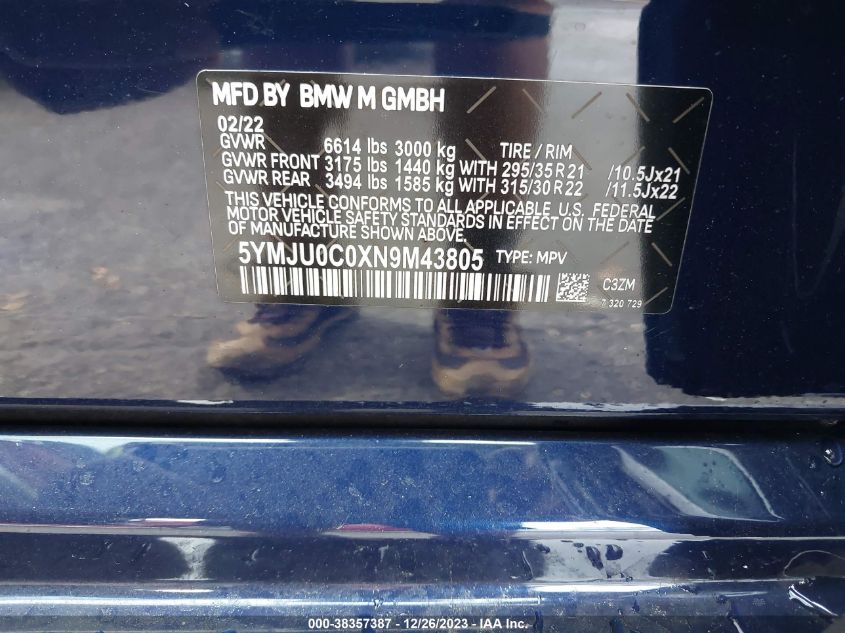 MFD BY BMW M GMBH
02/22
GVWR 6614 lbs 3000 kg TIRE / RIM
GVWR FRONT 3175 lbs 1440 kg WITH 295/35 R 21 /10.5Jx21
GVWR REAR 3494 lbs 1585 kg WITH 315/30 R 22 /11.5Jx22
THIS VEHICLE CONFORMS TO ALL APPLICABLE U.S. FEDERAL
MOTOR VEHICLE SAFETY STANDARDS IN EFFECT ON THE DATE
OF MANUFACTURE SHOWN ABOVE.
5YMJU0C0XN9M43805 TYPE: MPV
C3ZM
7 320 729
000-38357387 - 12/26/2023 - © IAA Inc.